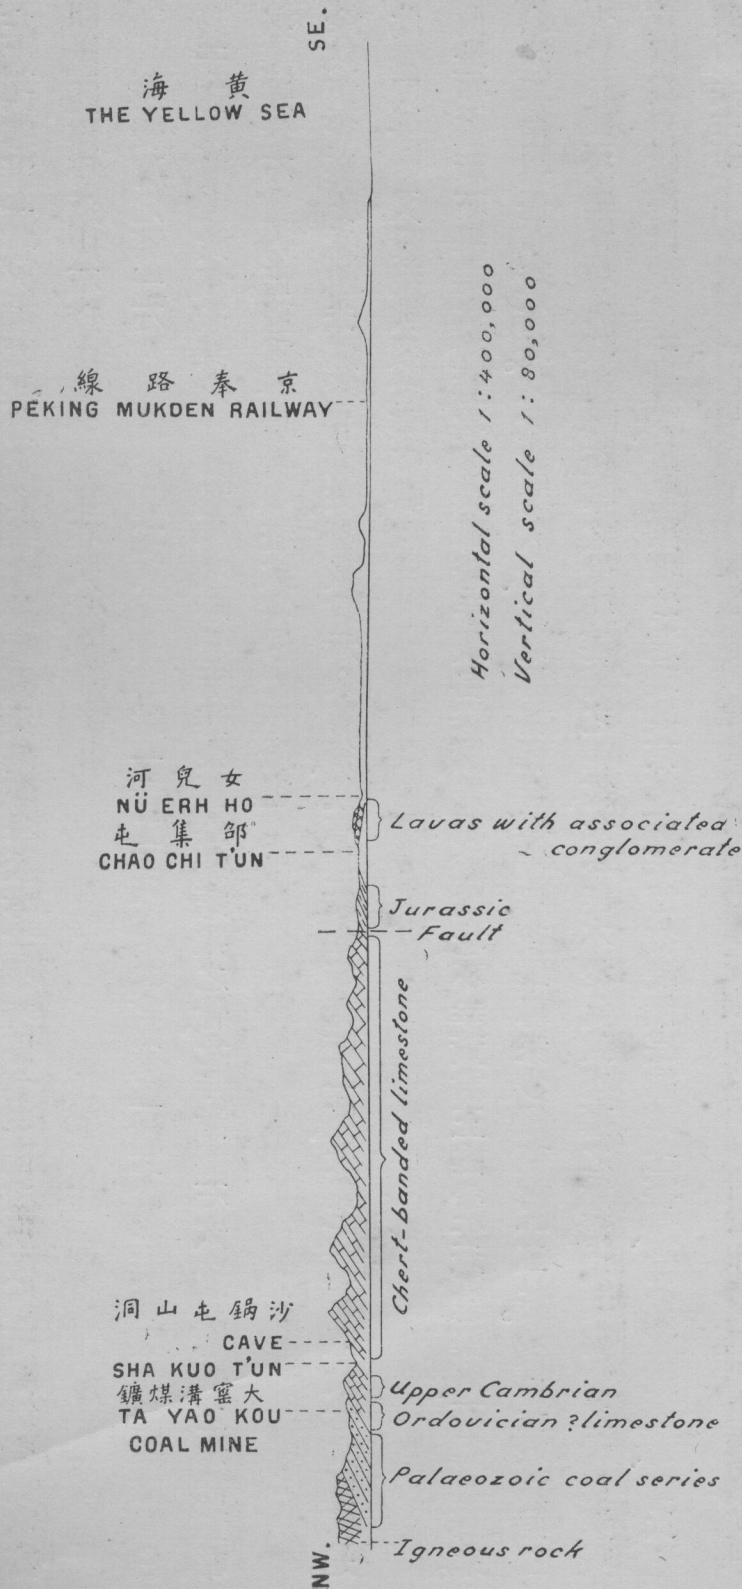 SE.
海 黄
THE YELLOW SEA
線 路 奉 京
PEKING MUKDEN RAILWAY
Horizontal scale 1:400,000
Vertical scale 1:80,000
河 兒 女
NÜ ERH HO
屯 集 邵
CHAO CHI T'UN
Lavas with associated
conglomerate
Jurassic
Fault
Chert-banded limestone
洞 山 屯 鍋 沙
CAVE
SHA KUO T'UN
鑛 煤 溝 窰 大
TA YAO KOU
COAL MINE
Upper Cambrian
Ordovician ? limestone
Palaeozoic coal series
Igneous rock
NW.